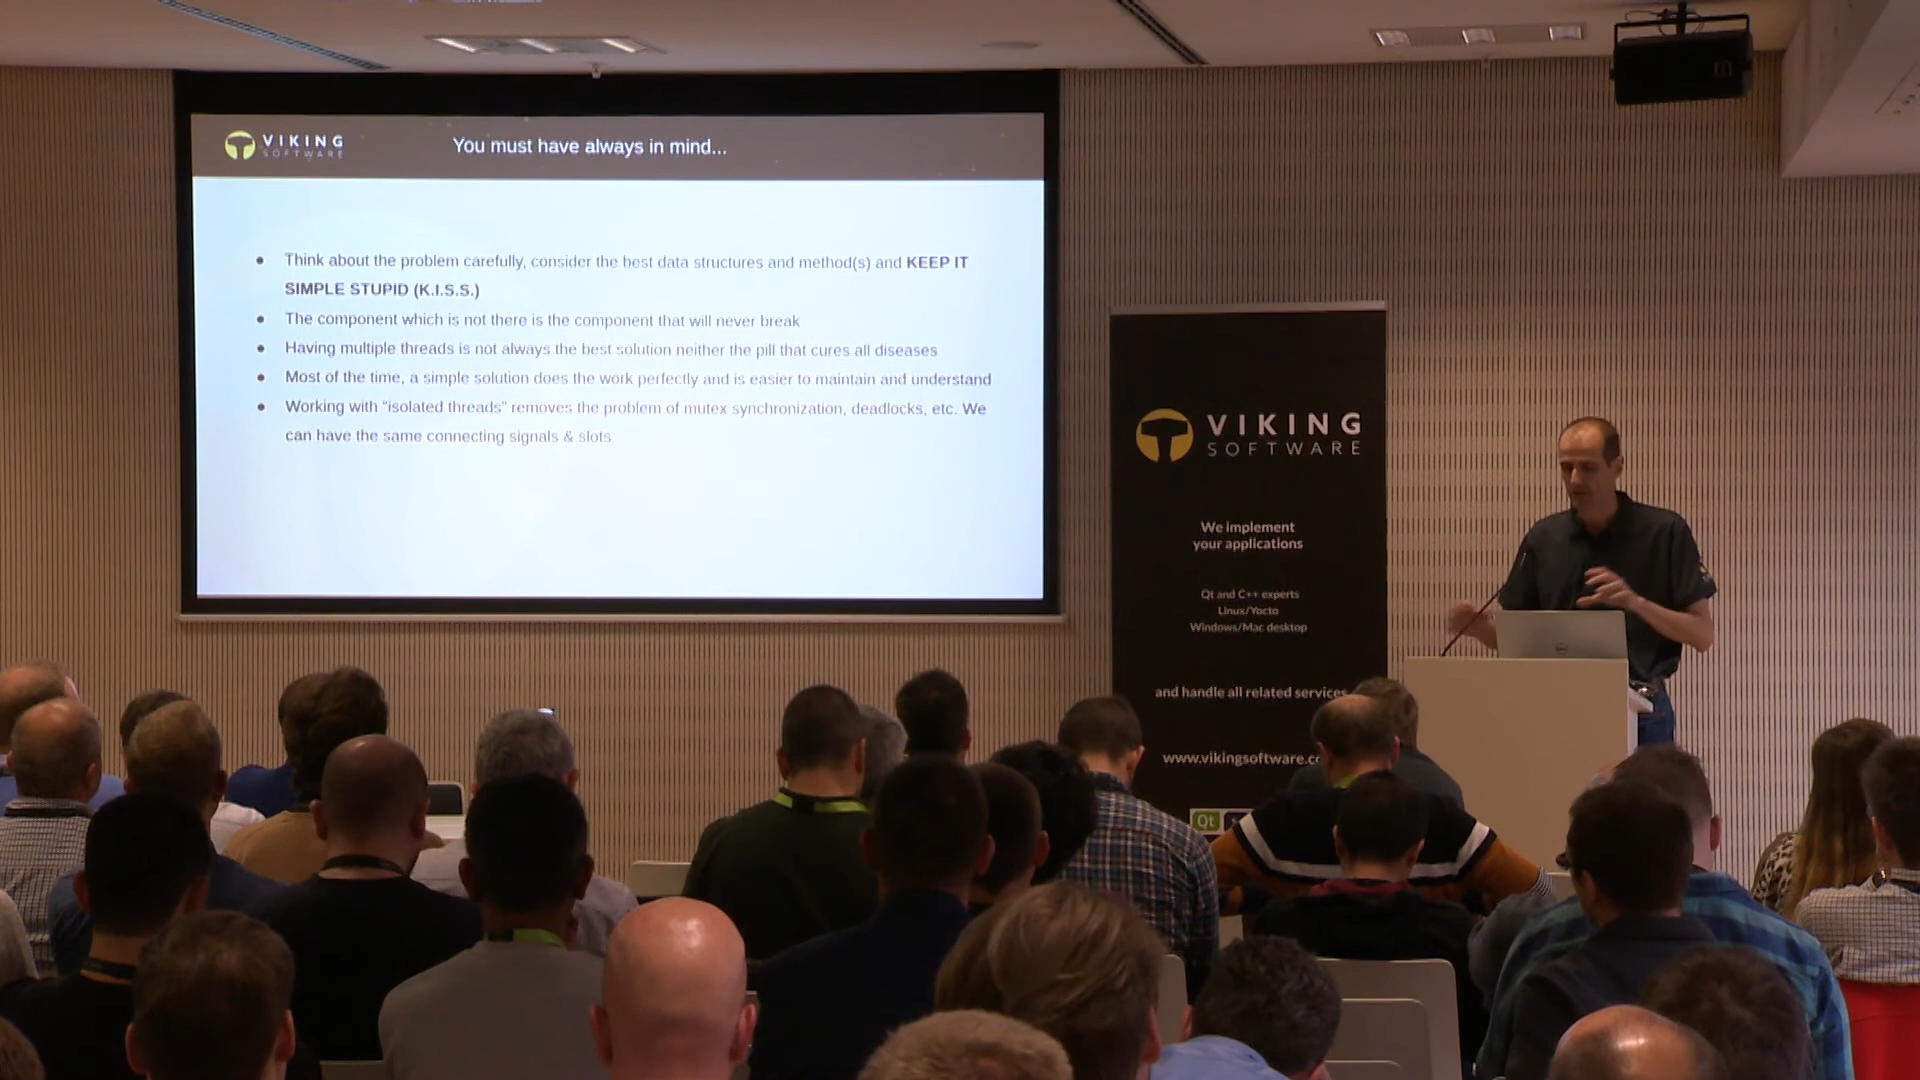 VIKING
SOFTWARE
You must have always in mind...
● Think about the problem carefully, consider the best data structures and method(s) and KEEP IT
SIMPLE STUPID (K.I.S.S.)
● The component which is not there is the component that will never break
● Having multiple threads is not always the best solution neither the pill that cures all diseases
● Most of the time, a simple solution does the work perfectly and is easier to maintain and understand
● Working with "isolated threads" removes the problem of mutex synchronization, deadlocks, etc. We
can have the same connecting signals & slots
VIKING
SOFTWARE
We implement
your applications
Qt and C++ experts
Linux/Yocto
Windows/Mac desktop
and handle all related services
www.vikingsoftware.co
Qt
DELL